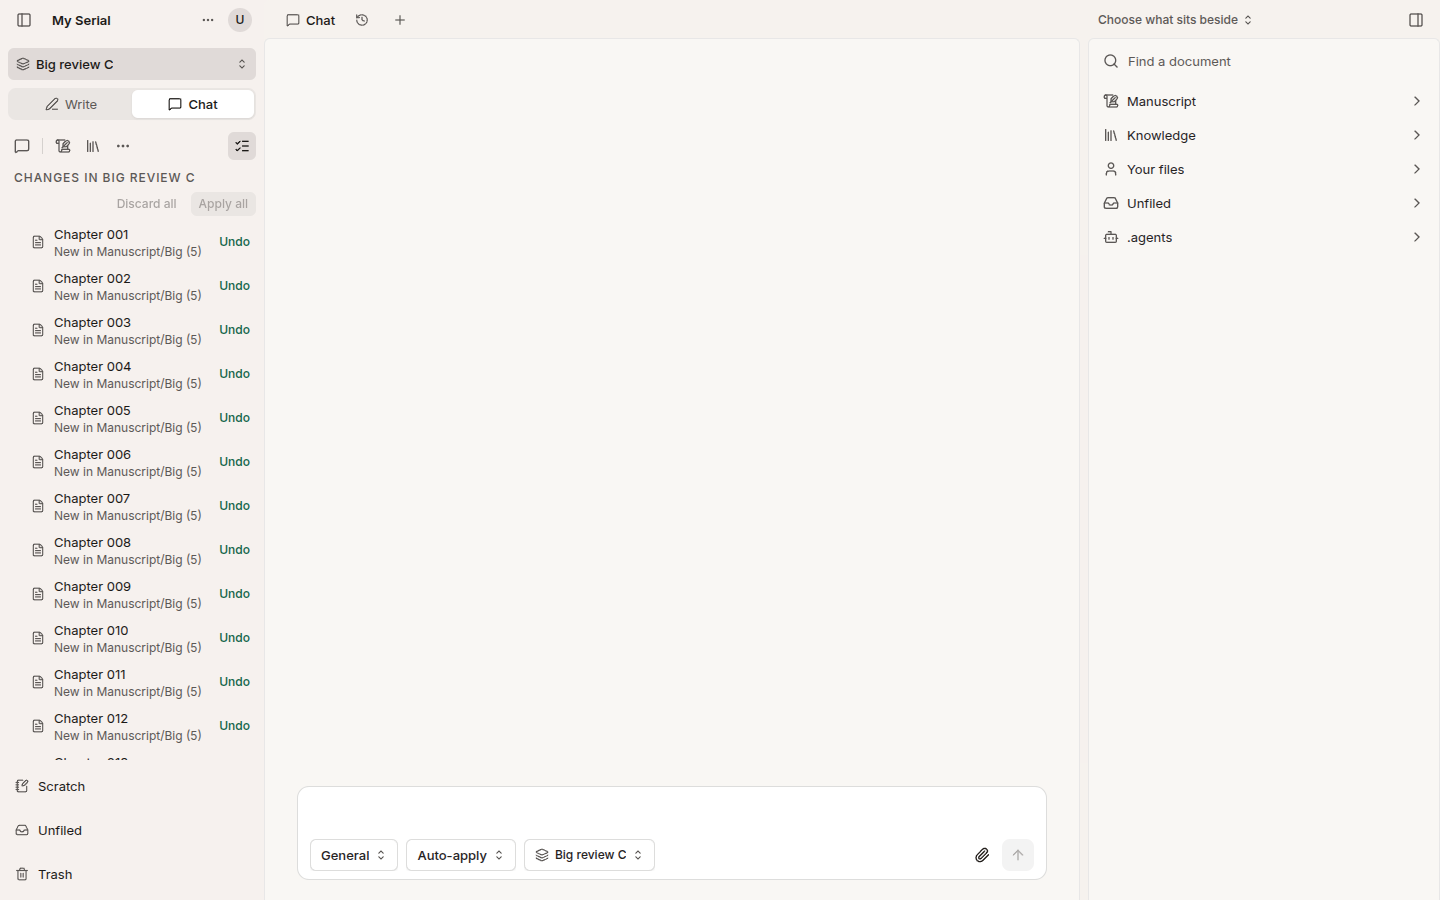 My Serial
U
Big review C
Write
Chat
CHANGES IN BIG REVIEW C
Discard all
Apply all
Chapter 001
New in Manuscript/Big (5)
Undo
Chapter 002
New in Manuscript/Big (5)
Undo
Chapter 003
New in Manuscript/Big (5)
Undo
Chapter 004
New in Manuscript/Big (5)
Undo
Chapter 005
New in Manuscript/Big (5)
Undo
Chapter 006
New in Manuscript/Big (5)
Undo
Chapter 007
New in Manuscript/Big (5)
Undo
Chapter 008
New in Manuscript/Big (5)
Undo
Chapter 009
New in Manuscript/Big (5)
Undo
Chapter 010
New in Manuscript/Big (5)
Undo
Chapter 011
New in Manuscript/Big (5)
Undo
Chapter 012
New in Manuscript/Big (5)
Undo
Scratch
Unfiled
Trash
Chat
General
Auto-apply
Big review C
Choose what sits beside
Find a document
Manuscript
Knowledge
Your files
Unfiled
.agents